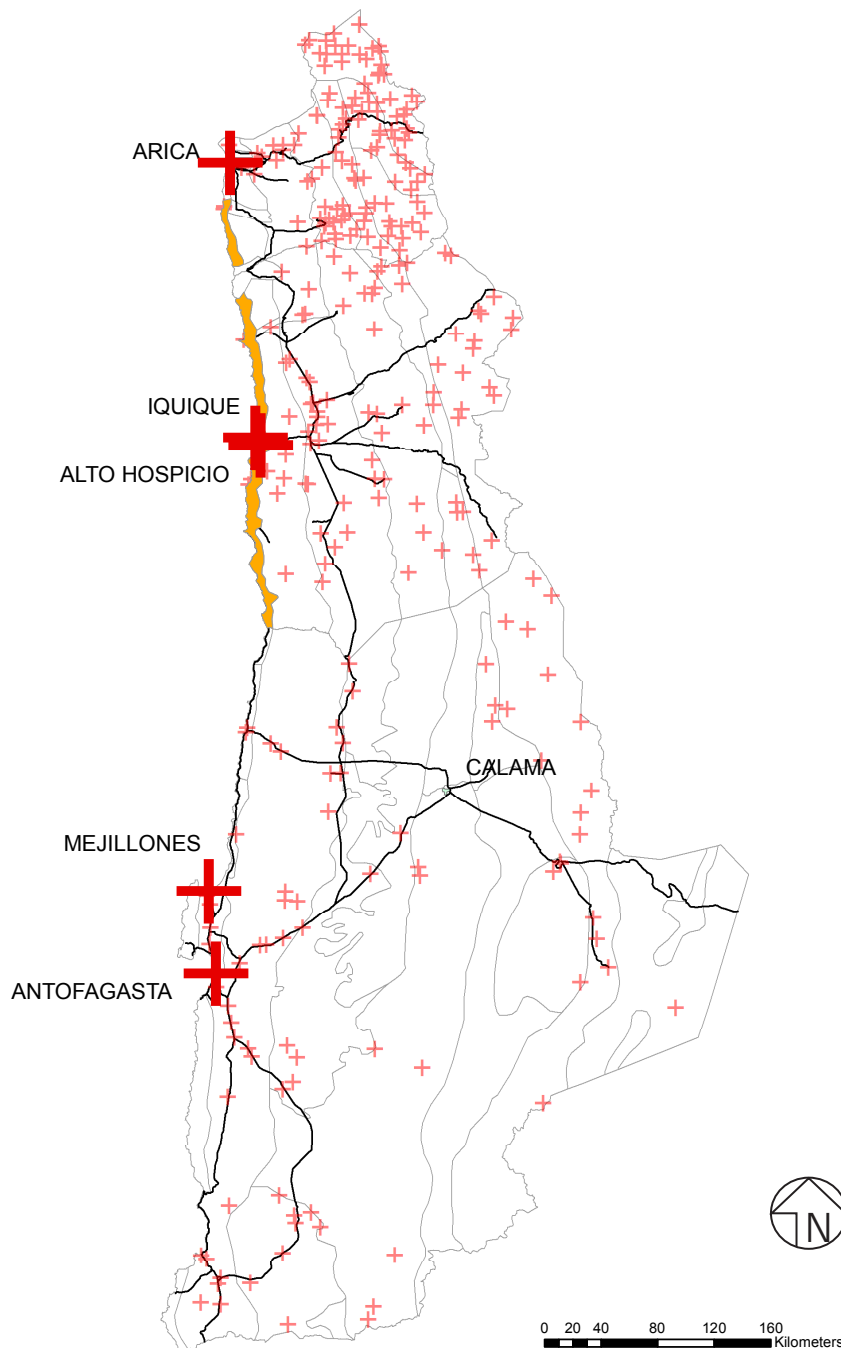 ARICA
IQUIQUE
ALTO HOSPICIO
CALAMA
MEJILLONES
ANTOFAGASTA
N
0 20 40 80 120 160
Kilometers